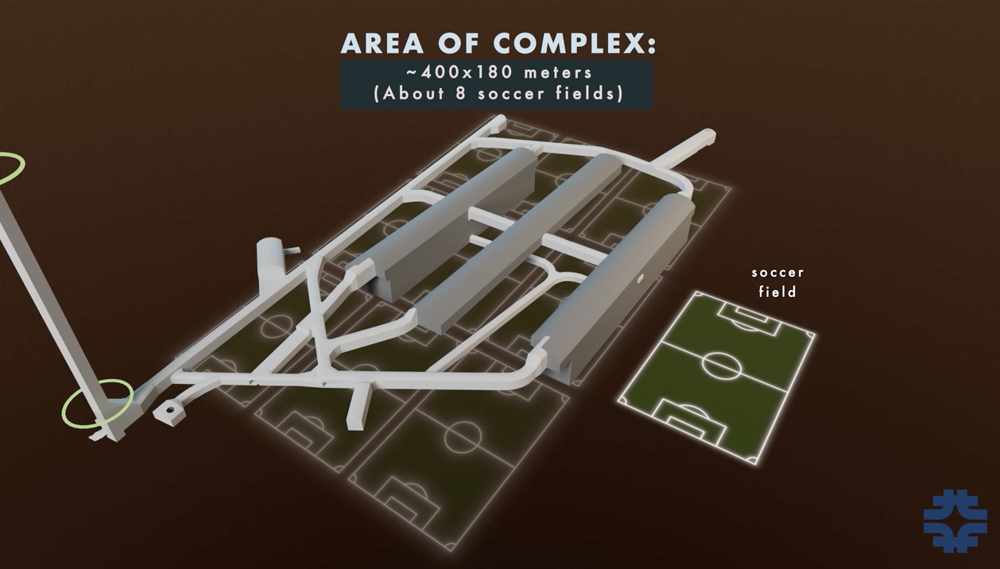 AREA OF COMPLEX:
~400x180 meters
(About 8 soccer fields)
soccer
field